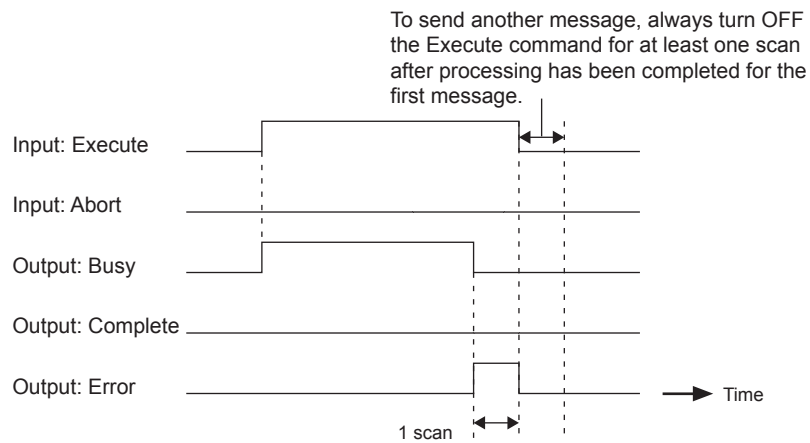 To send another message, always turn OFF
the Execute command for at least one scan
after processing has been completed for the
first message.
Input: Execute
Input: Abort
Output: Busy
Output: Complete
Output: Error
Time
1 scan